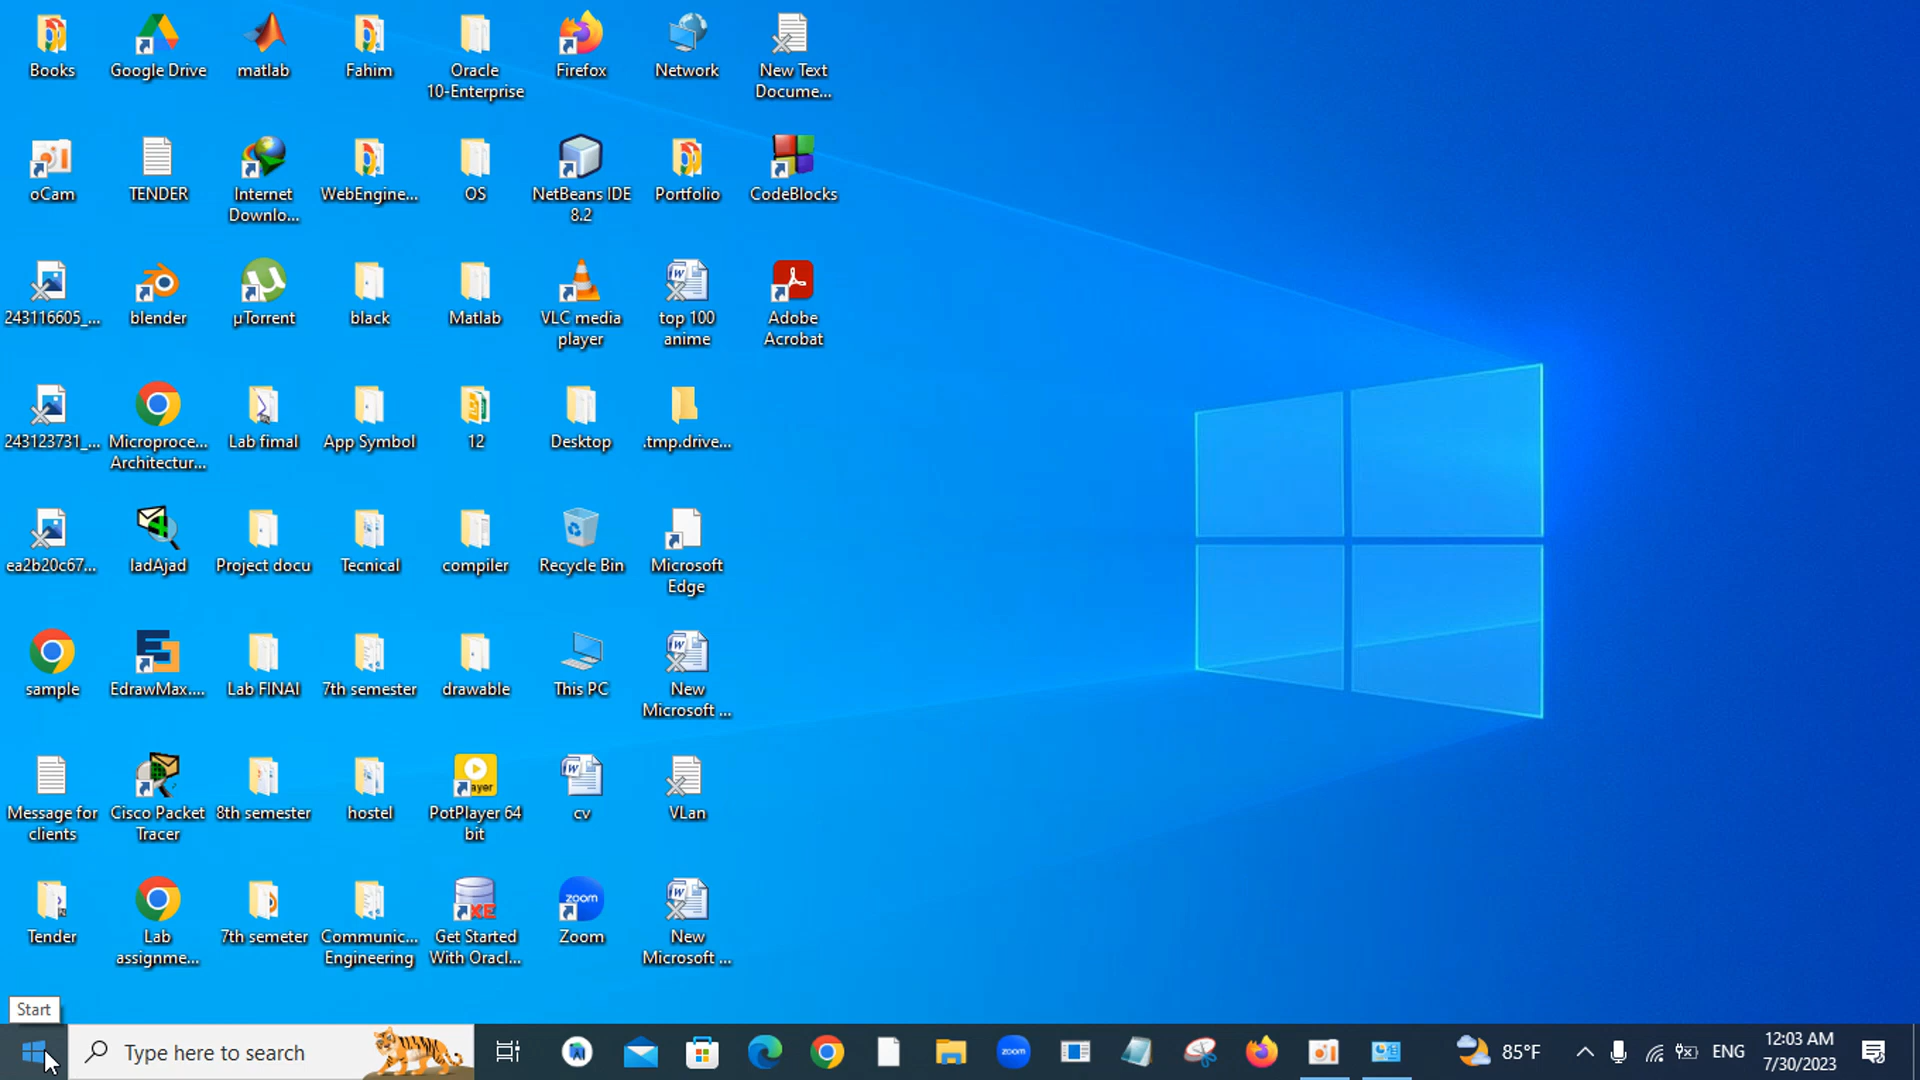 Books
Google Drive
matlab
Fahim
Oracle
10-Enterprise
Firefox
Network
New Text
Docume...
oCam
TENDER
Internet
Downlo...
WebEngine...
OS
NetBeans IDE
8.2
Portfolio
CodeBlocks
243116605_...
blender
µTorrent
black
Matlab
VLC media
player
top 100
anime
Adobe
Acrobat
243123731_...
Microproce...
Architectur...
Lab fimal
App Symbol
12
Desktop
.tmp.drive...
ea2b20c67...
ladAjad
Project docu
Tecnical
compiler
Recycle Bin
Microsoft
Edge
sample
EdrawMax....
Lab FINAl
7th semester
drawable
This PC
New
Microsoft ...
Message for
clients
Cisco Packet
Tracer
8th semester
hostel
ayer
PotPlayer 64
bit
cv
VLan
Tender
Lab
assignme...
7th semeter
Communic...
Engineering
XE
Get Started
With Oracl...
zoom
Zoom
New
Microsoft ...
Start
Type here to search
zoom
85°F
ENG
12:03 AM
7/30/2023